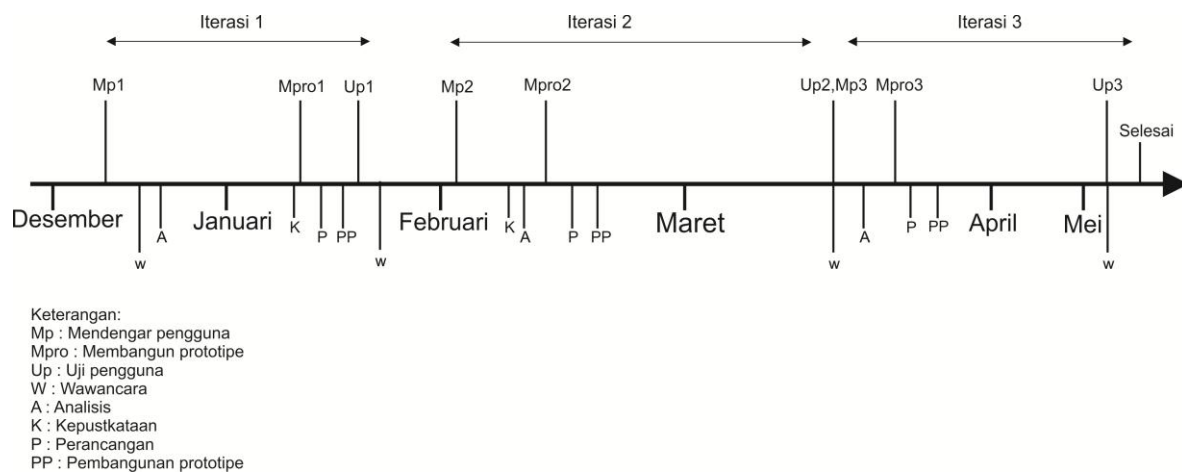 Iterasi 1 Iterasi 2 Iterasi 3
Mp1 Mpro1 Up1 Mp2 Mpro2 Up2,Mp3 Mpro3 Up3
Selesai
Desember Januari Februari Maret April Mei
A K P PP K A P PP A P PP
w w w w
Keterangan:
Mp : Mendengar pengguna
Mpro : Membangun prototipe
Up : Uji pengguna
W : Wawancara
A : Analisis
K : Kepustkataan
P : Perancangan
PP : Pembangunan prototipe